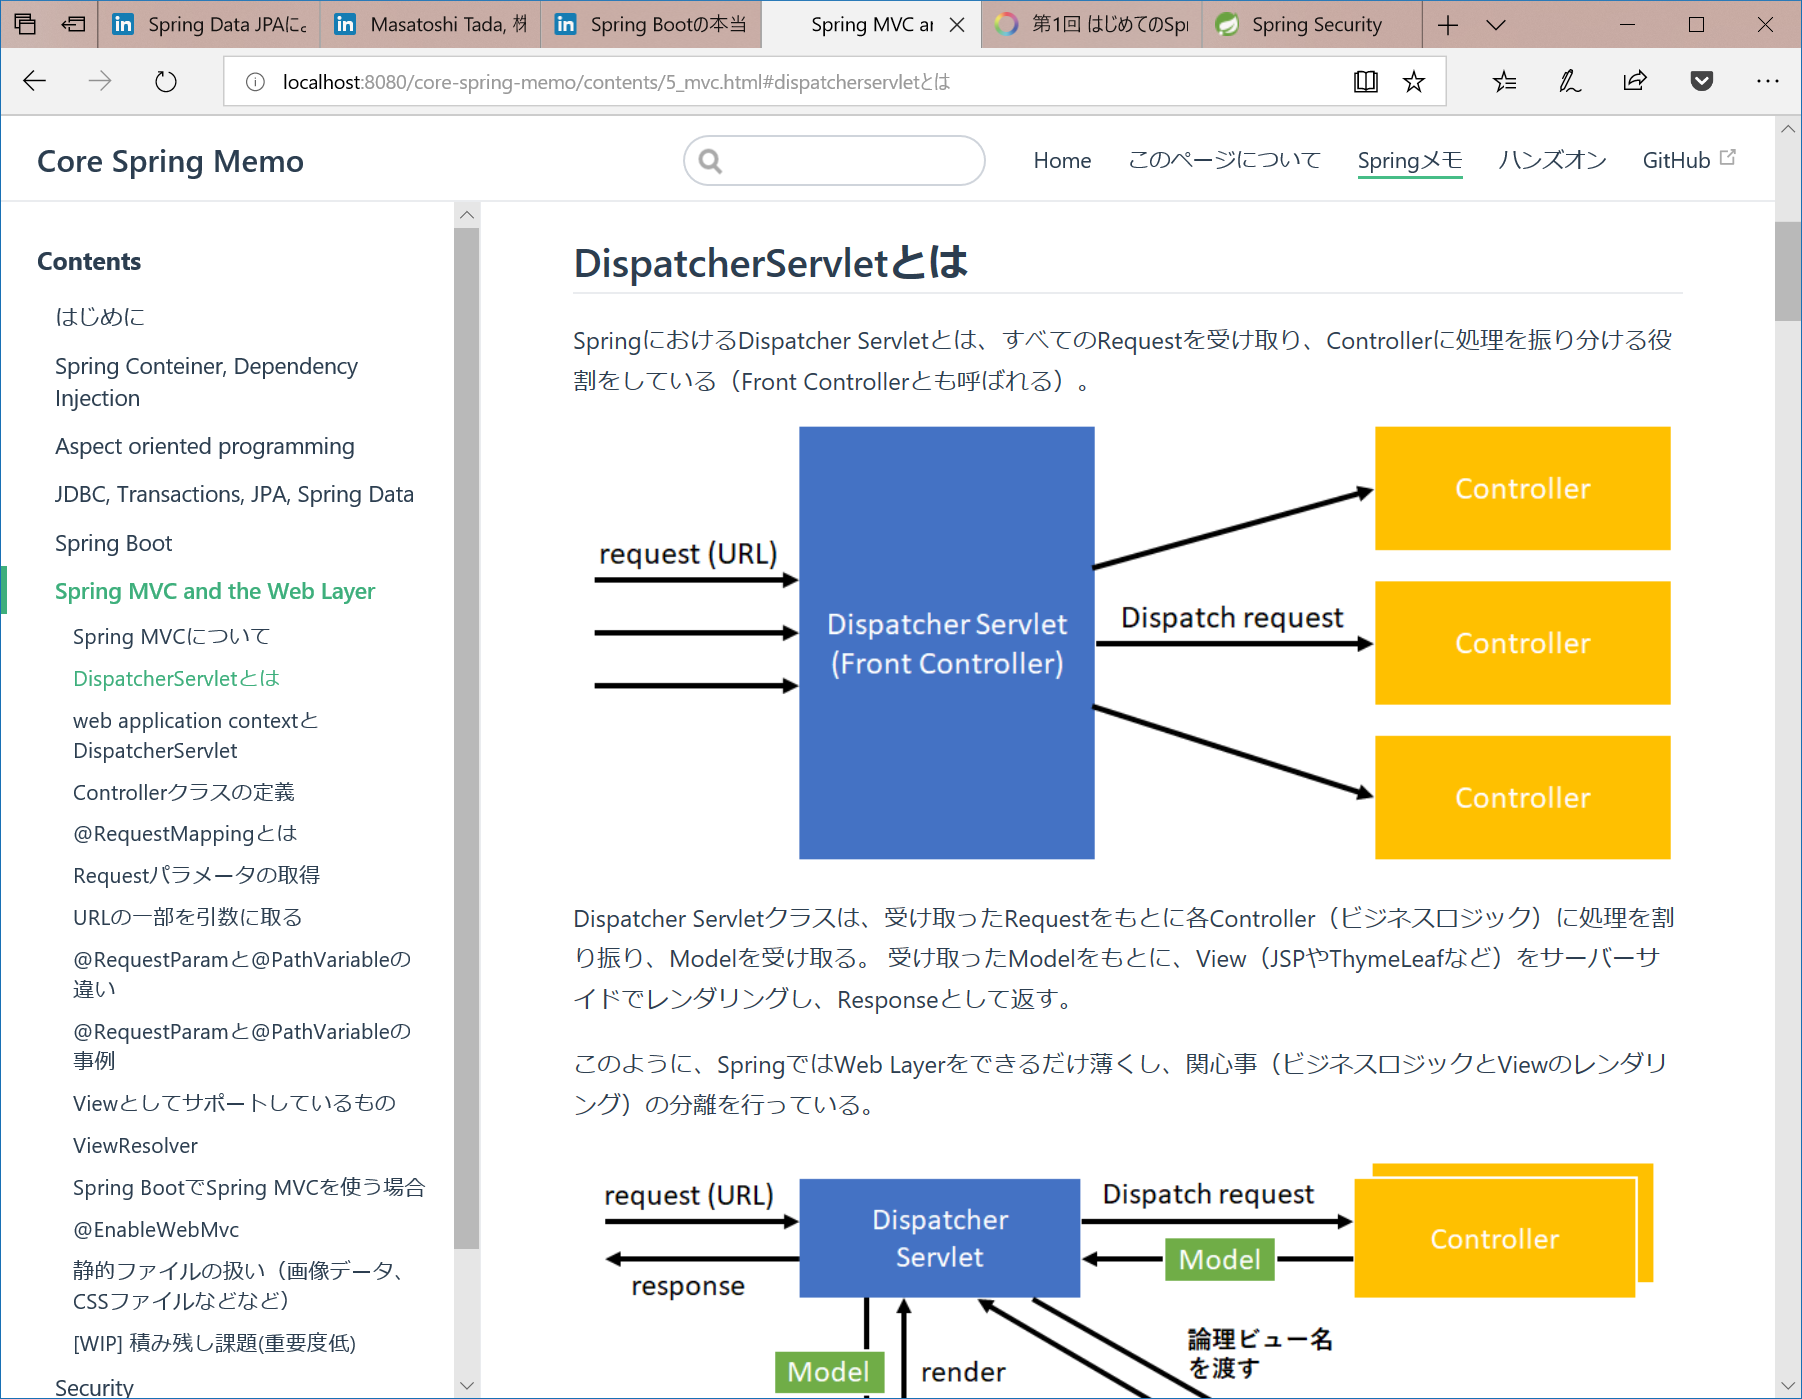 Spring Data JPAに。
Masatoshi Tada, 株
Spring Bootの本当
Spring MVC ar
第1回 はじめてのSpr
Spring Security
localhost:8080/core-spring-memo/contents/5_mvc.html#dispatcherservletとは
Core Spring Memo
Home
このページについて
Springメモ
ハンズオン
GitHub
Contents
はじめに
Spring Conteiner, Dependency
Injection
Aspect oriented programming
JDBC, Transactions, JPA, Spring Data
Spring Boot
Spring MVC and the Web Layer
Spring MVCについて
DispatcherServletとは
web application contextと
DispatcherServlet
Controllerクラスの定義
@RequestMappingとは
Requestパラメータの取得
URLの一部を引数に取る
@RequestParamと@PathVariableの
違い
@RequestParamと@PathVariableの
事例
Viewとしてサポートしているもの
ViewResolver
Spring BootでSpring MVCを使う場合
@EnableWebMvc
静的ファイルの扱い（画像データ、
CSSファイルなどなど）
[WIP] 積み残し課題(重要度低)
Security
DispatcherServletとは
SpringにおけるDispatcher Servletとは、すべてのRequestを受け取り、Controllerに処理を振り分ける役
割をしている（Front Controllerとも呼ばれる）。
request (URL)
Dispatcher Servlet
(Front Controller)
Dispatch request
Controller
Controller
Controller
Dispatcher Servletクラスは、受け取ったRequestをもとに各Controller（ビジネスロジック）に処理を割
り振り、Modelを受け取る。 受け取ったModelをもとに、View（JSPやThymeLeafなど）をサーバーサ
イドでレンダリングし、Responseとして返す。
このように、SpringではWeb Layerをできるだけ薄くし、関心事（ビジネスロジックとViewのレンダリ
ング）の分離を行っている。
request (URL)
response
Dispatcher
Servlet
Dispatch request
Model
Controller
Model
render
論理ビュー名
を渡す